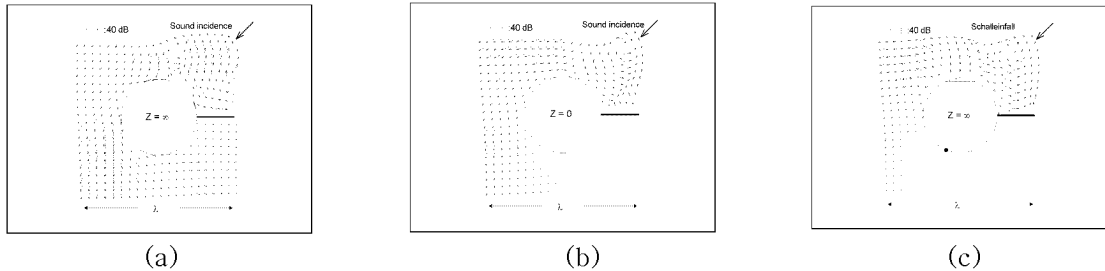 :40 dB
Sound incidence
Z = ∞
λ
(a)
:40 dB
Sound incidence
Z = 0
λ
(b)
:40 dB
Schalleinfall
Z = ∞
λ
(c)